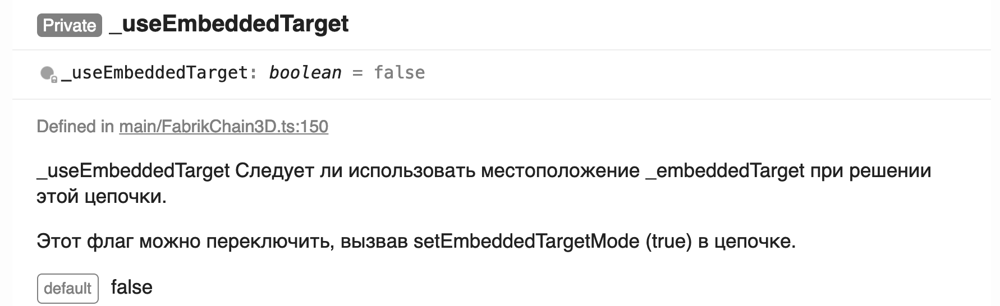 Private _useEmbeddedTarget
_useEmbeddedTarget: boolean = false
Defined in main/FabrikChain3D.ts:150
_useEmbeddedTarget Следует ли использовать местоположение _embeddedTarget при решении
этой цепочки.
Этот флаг можно переключить, вызвав setEmbeddedTargetMode (true) в цепочке.
default false